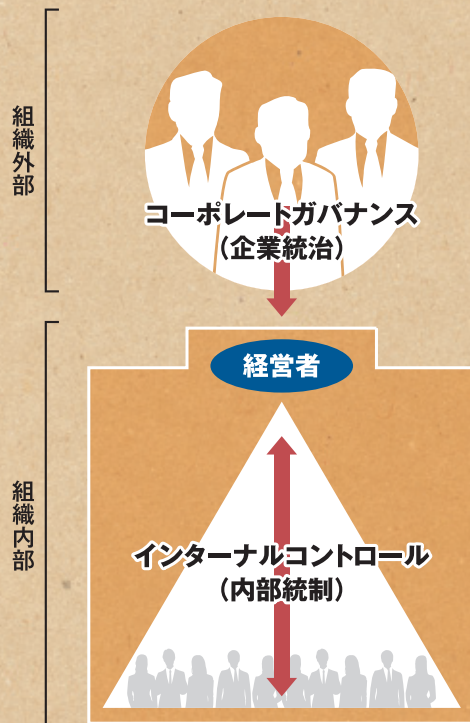 組織外部
コーポレートガバナンス
（企業統治）
経営者
組織内部
インターナルコントロール
（内部統制）